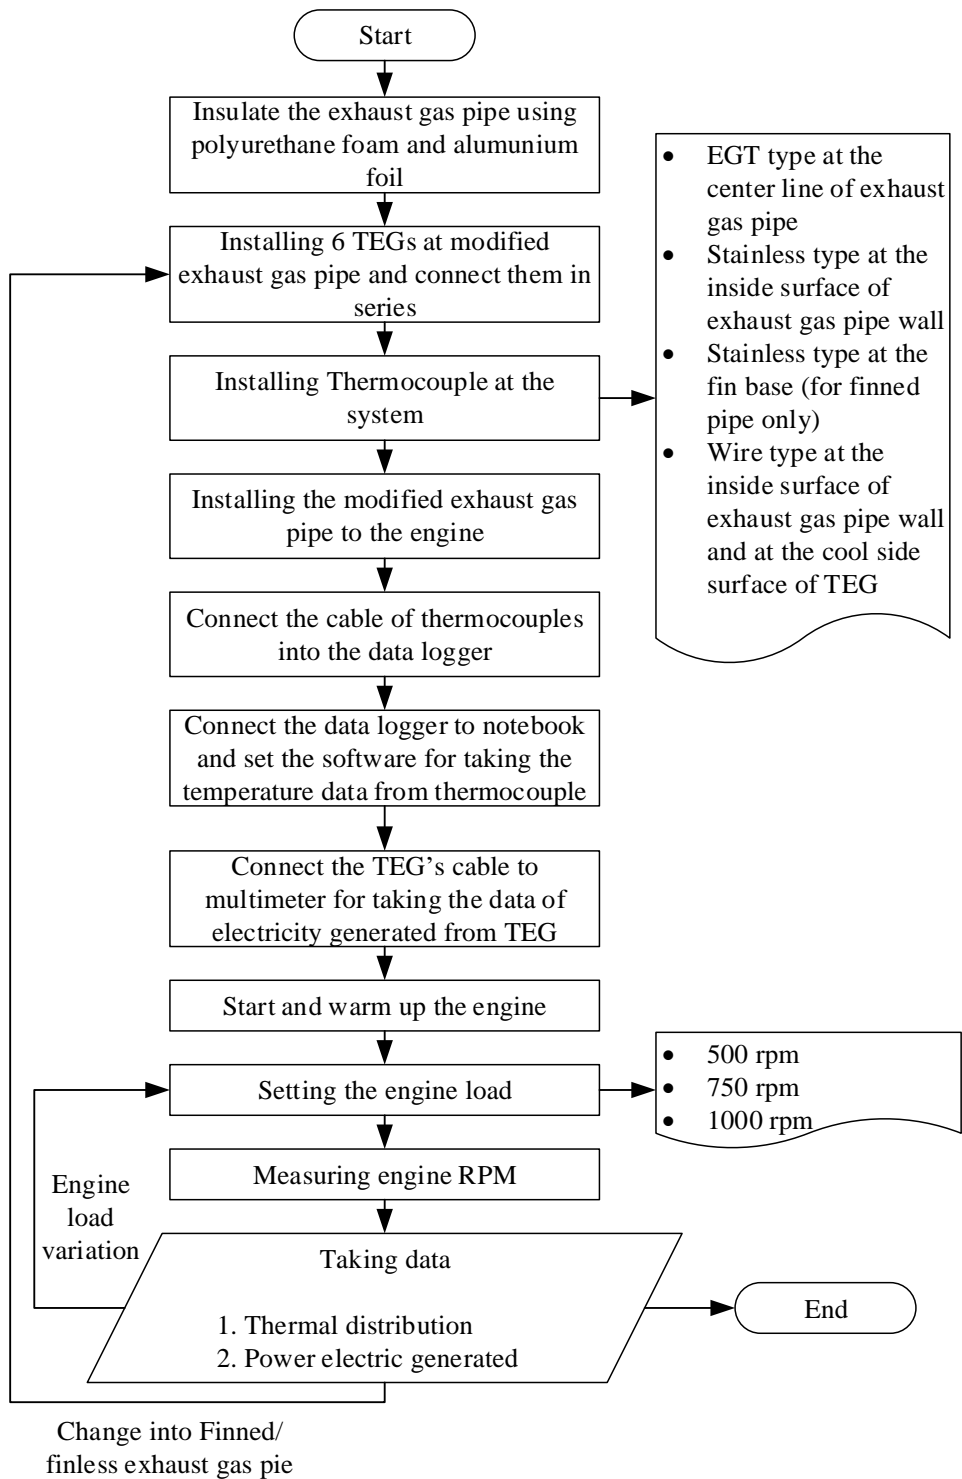 Start
Insulate the exhaust gas pipe using
polyurethane foam and alumunium
foil
Installing 6 TEGs at modified
exhaust gas pipe and connect them in
series
Installing Thermocouple at the
system
• EGT type at the
center line of exhaust
gas pipe
• Stainless type at the
inside surface of
exhaust gas pipe wall
• Stainless type at the
fin base (for finned
pipe only)
• Wire type at the
inside surface of
exhaust gas pipe wall
and at the cool side
surface of TEG
Installing the modified exhaust gas
pipe to the engine
Connect the cable of thermocouples
into the data logger
Connect the data logger to notebook
and set the software for taking the
temperature data from thermocouple
Connect the TEG’s cable to
multimeter for taking the data of
electricity generated from TEG
Start and warm up the engine
Setting the engine load
• 500 rpm
• 750 rpm
• 1000 rpm
Measuring engine RPM
Engine
load
variation
Taking data
1. Thermal distribution
2. Power electric generated
End
Change into Finned/
finless exhaust gas pie